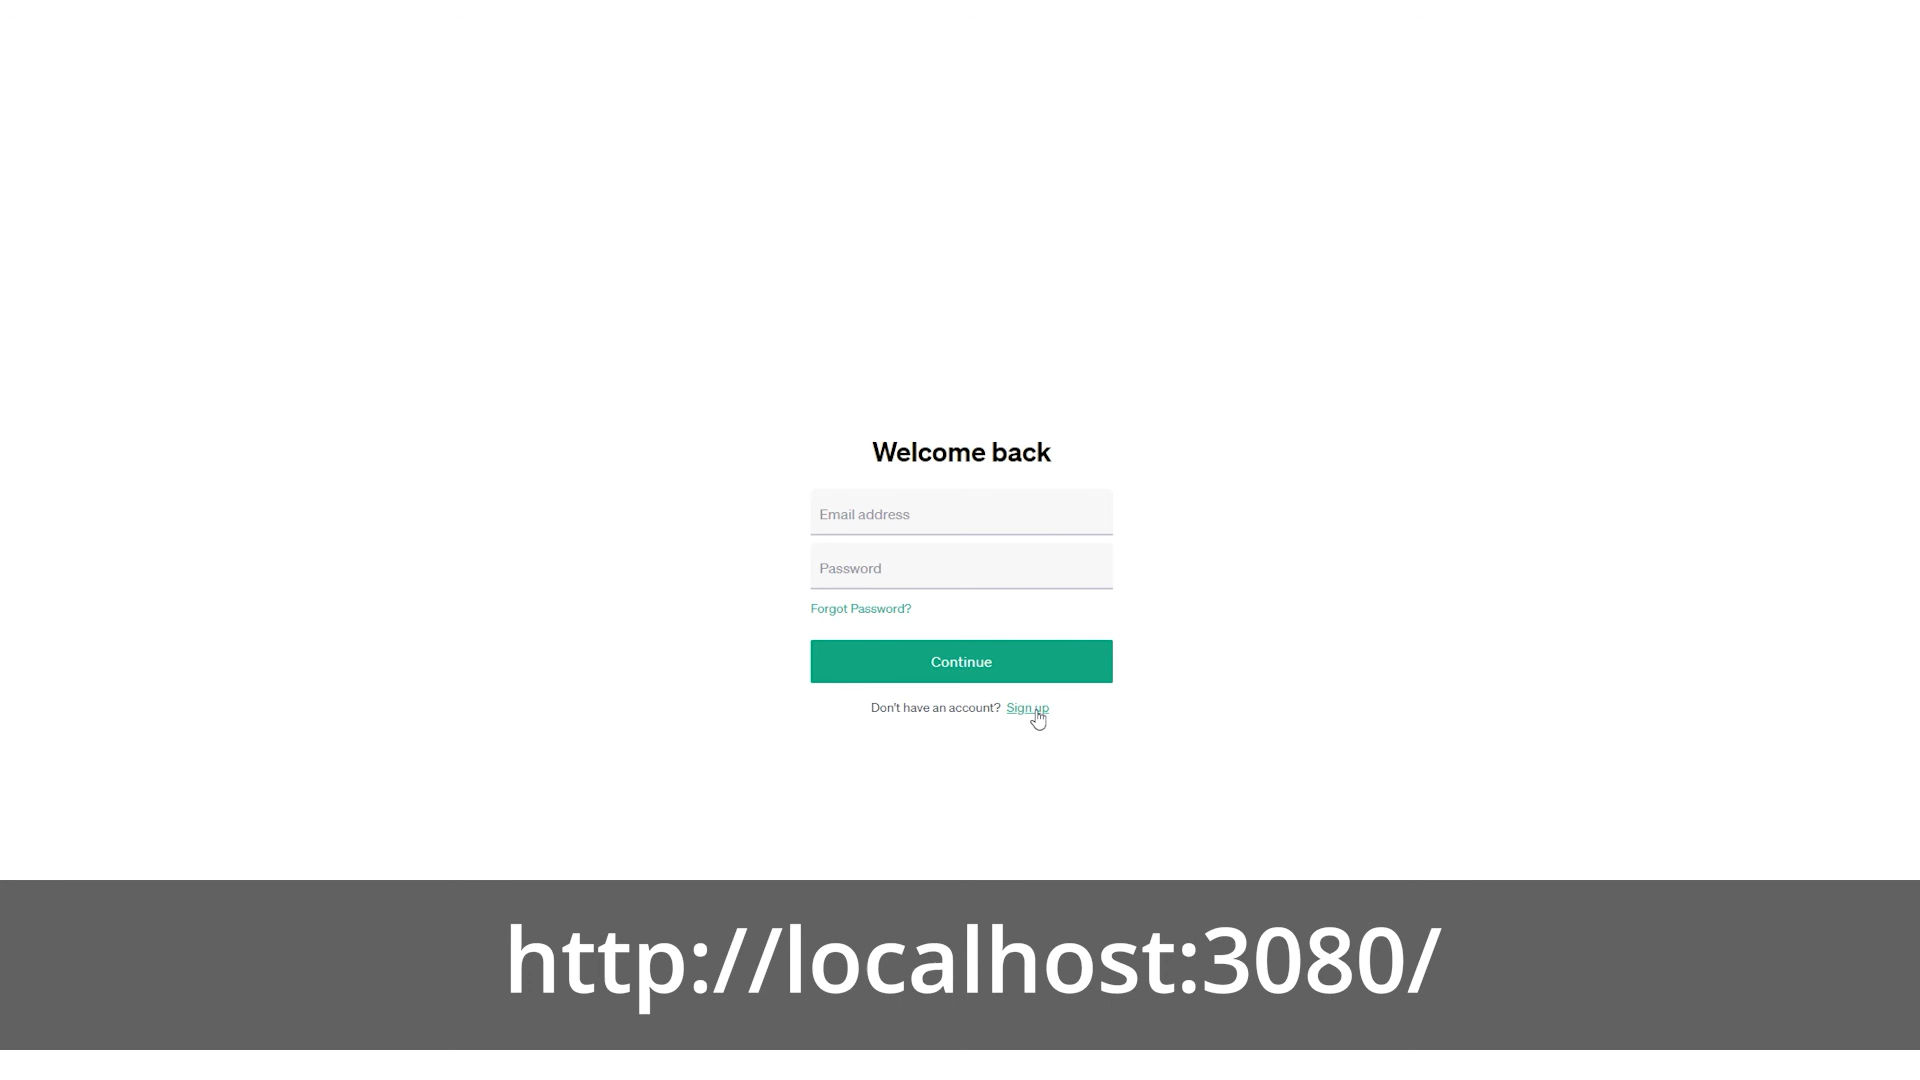 Welcome back
Email address
Password
Forgot Password?
Continue
Don't have an account? Sign up
http://localhost:3080/